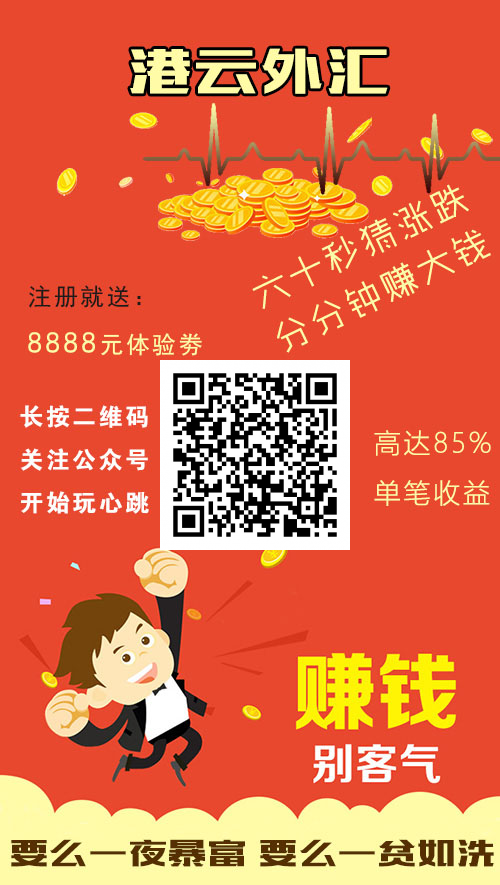 港云外汇
六十秒猜涨跌
分分钟赚大钱
注册就送：
8888元体验劵
长按二维码
关注公众号
开始玩心跳
高达85%
单笔收益
赚钱
别客气
要么一夜暴富 要么一贫如洗